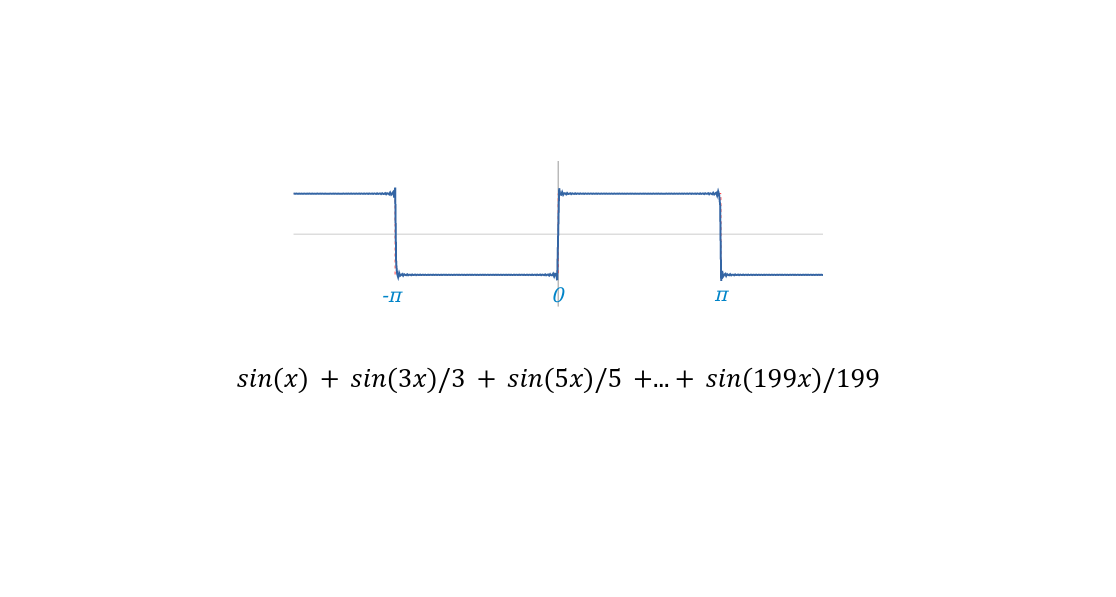 -π 0 π
sin(x) + sin(3x)/3 + sin(5x)/5 +...+ sin(199x)/199